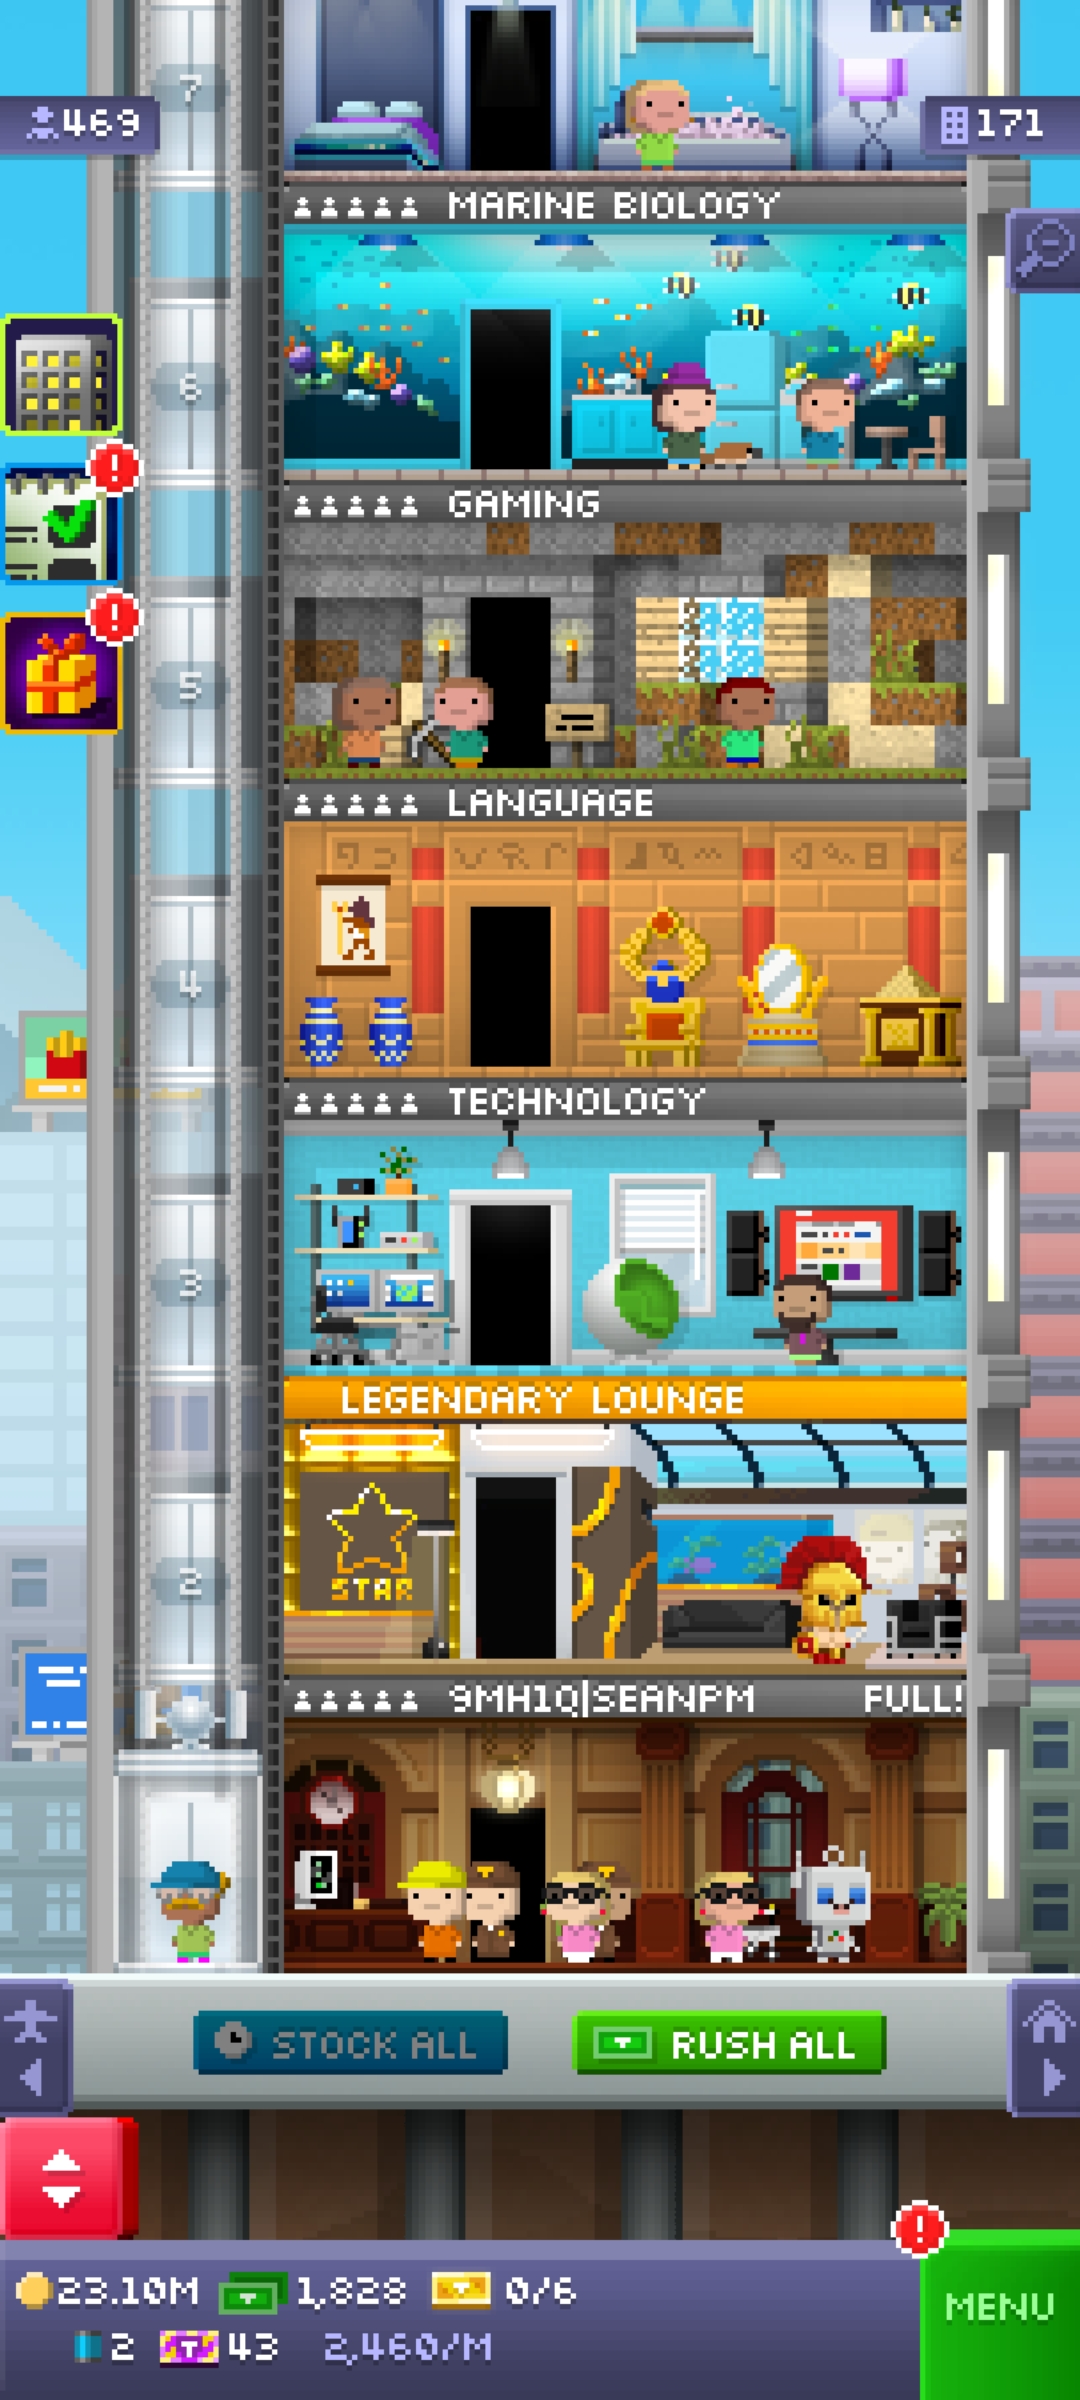 7
469
171
MARINE BIOLOGY
6
GAMING
5
LANGUAGE
4
TECHNOLOGY
3
LEGENDARY LOUNGE
STAR
2
9MH1Q|SEANPM FULL!
STOCK ALL
RUSH ALL
23.10M 1,828 0/6
2 43 2,460/M
MENU